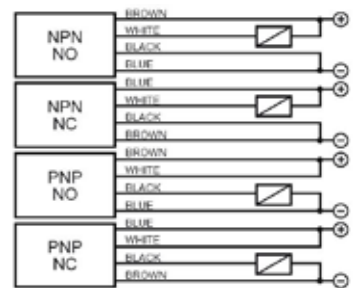 BROWN
NPN WHITE
NO BLACK
BLUE
BLUE
NPN WHITE
NC BLACK
BROWN
BROWN
PNP WHITE
NO BLACK
BLUE
BLUE
PNP WHITE
NC BLACK
BROWN